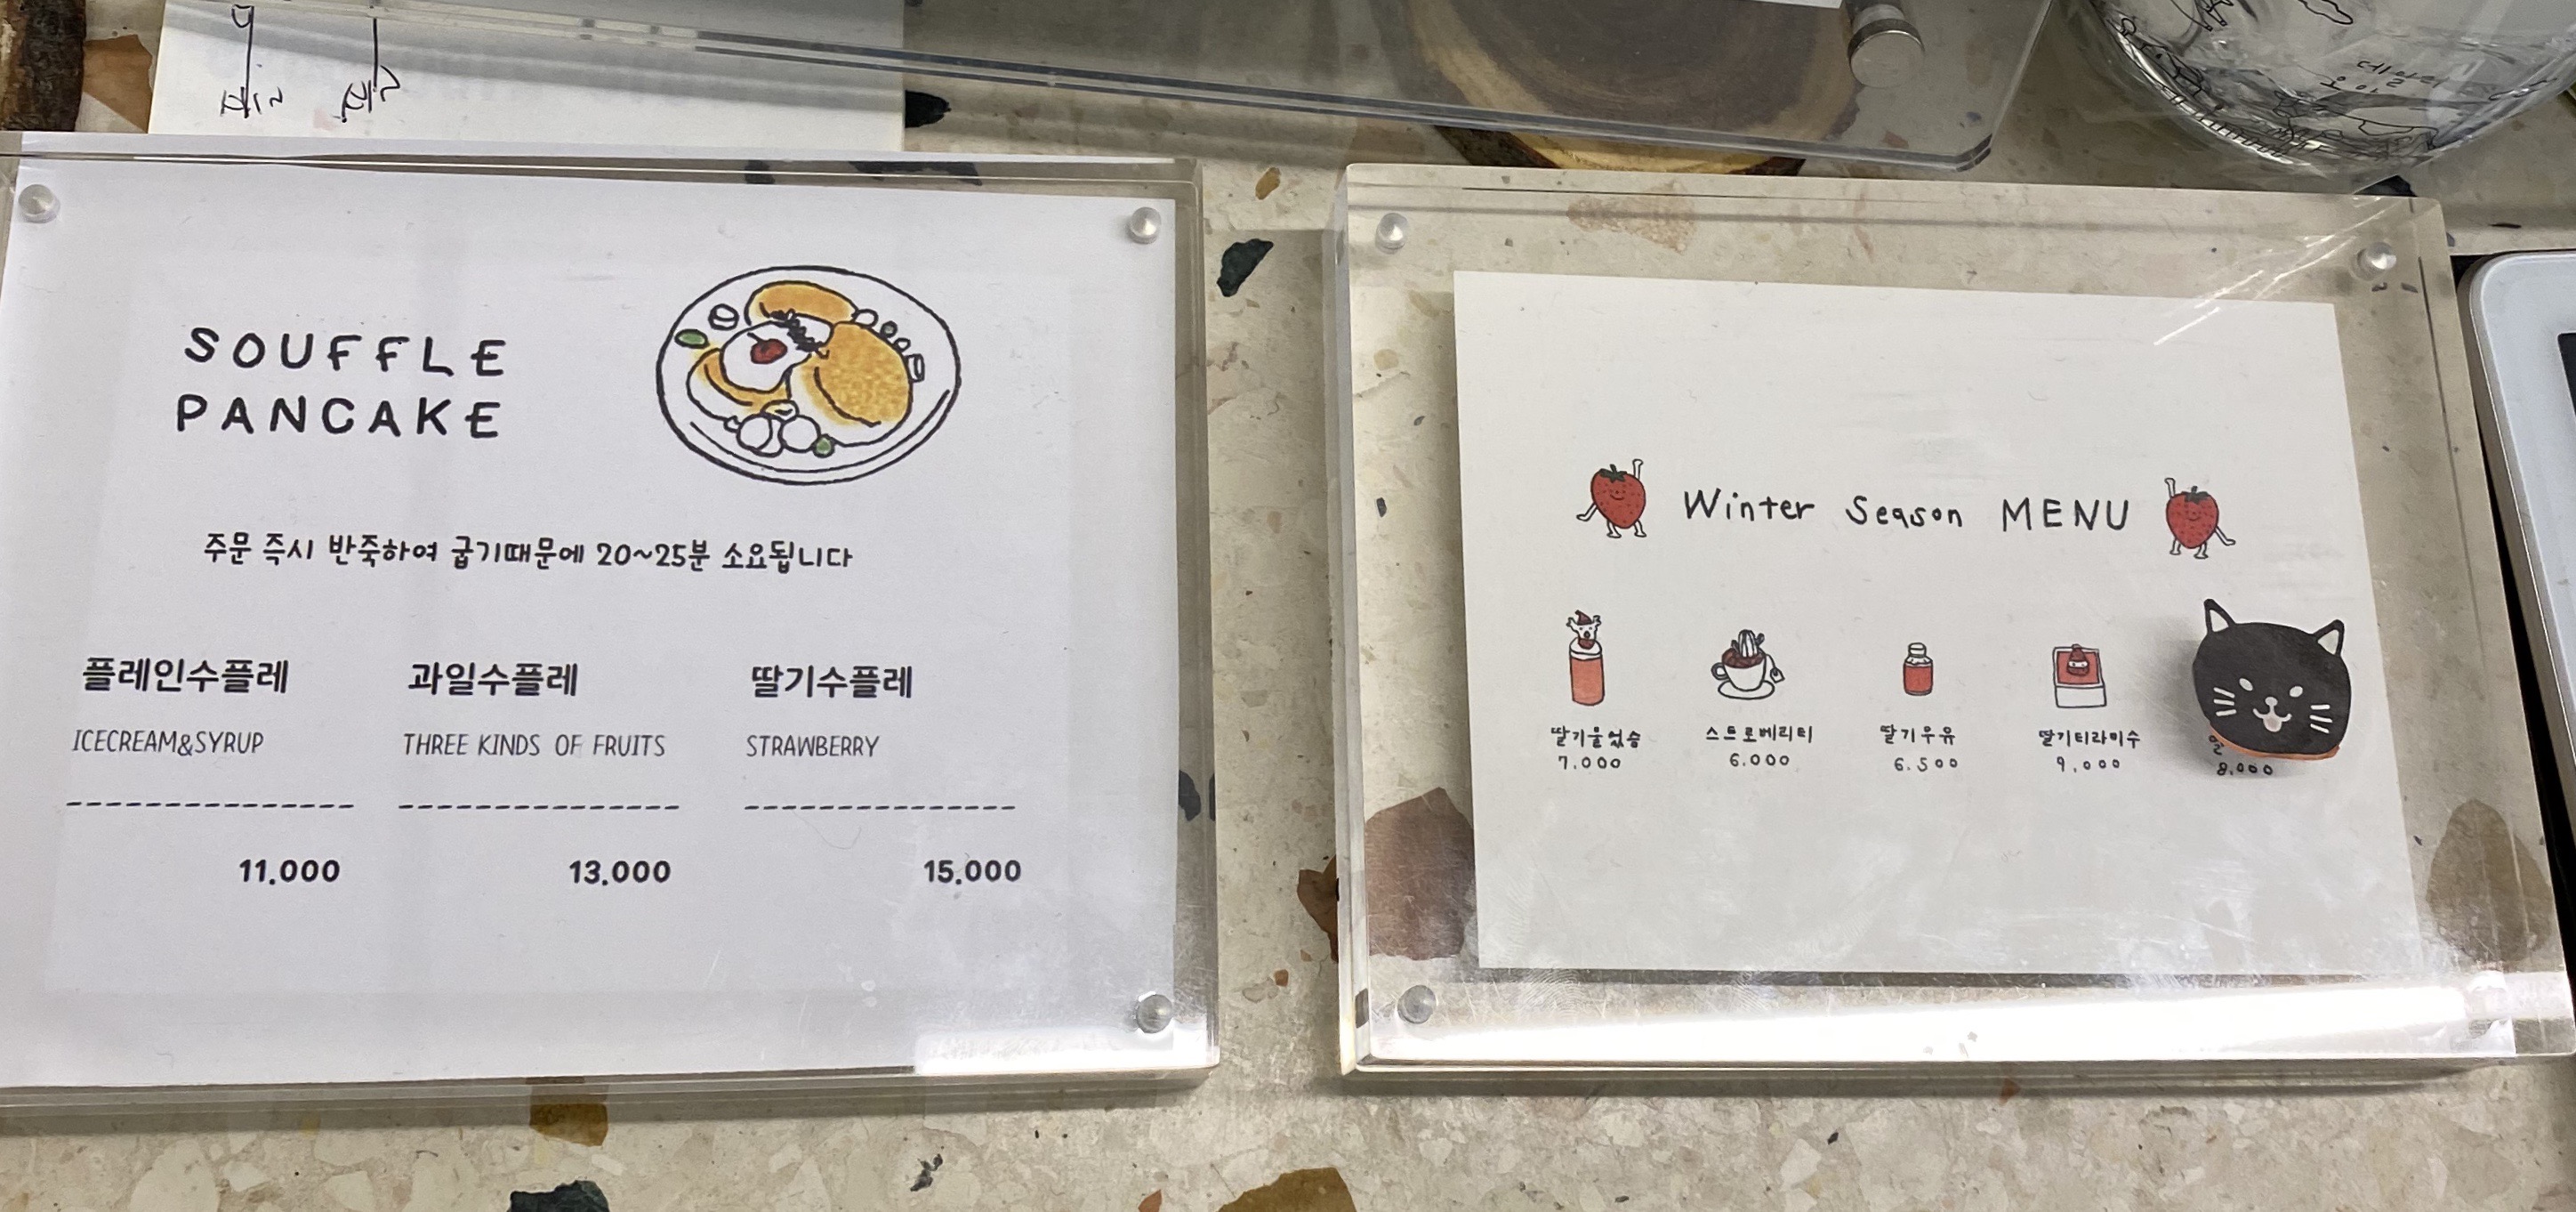 SOUFFLE
PANCAKE
주문 즉시 반죽하여 굽기때문에 20~25분 소요됩니다
플레인수플레
ICECREAM&SYRUP
11.000
과일수플레
THREE KINDS OF FRUITS
13.000
딸기수플레
STRAWBERRY
15.000
Winter Season MENU
딸기물었슝
7.000
스트로베리티
6.000
딸기우유
6.500
딸기티라미수
9,000
8,000